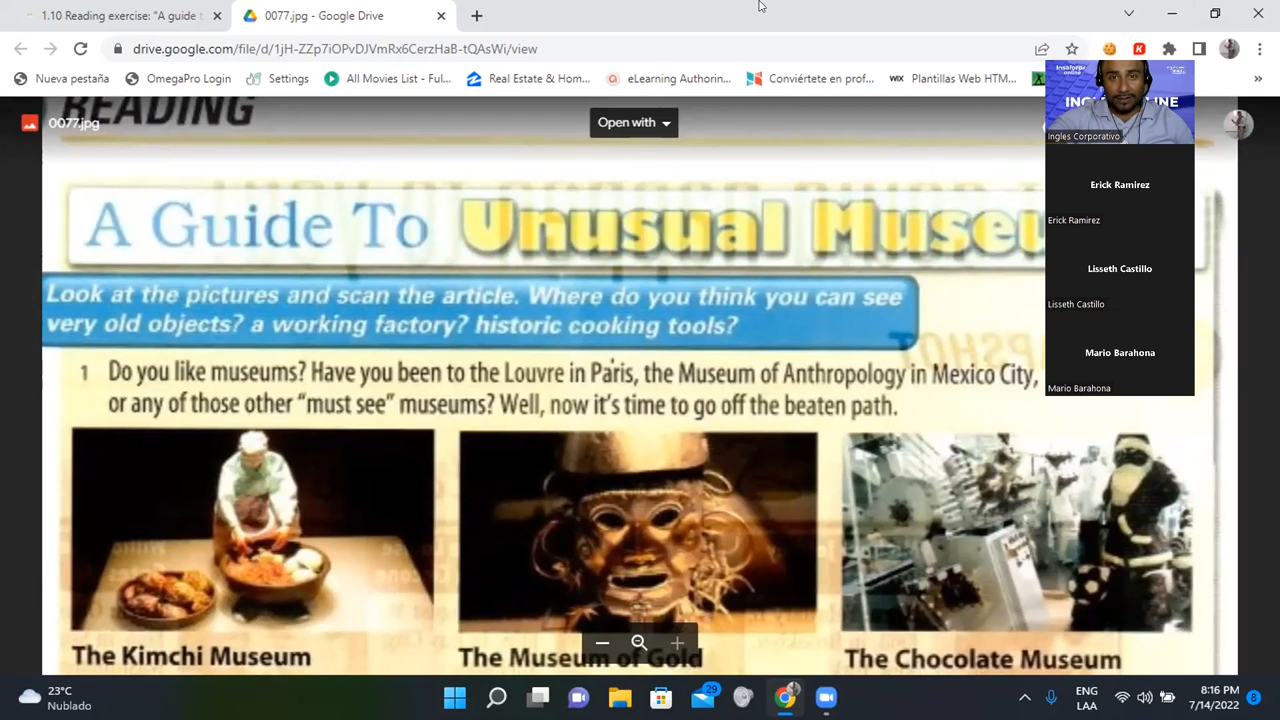 1.10 Reading exercise: "A guide t
0077.jpg - Google Drive
drive.google.com/file/d/1jH-ZZp7iOPvDJVmRx6CerzHaB-tQAsWi/view
Nueva pestaña
OmegaPro Login
Settings
A-Movies List - Ful...
Real Estate & Hom...
eLearning Authorin...
Conviértete en prof...
WIX
Plantillas Web HTM...
READING
0077.jpg
Open with
INGLÉS ONLINE
Ingles Corporativo
Erick Ramirez
Erick Ramirez
Lisseth Castillo
Lisseth Castillo
Mario Barahona
Mario Barahona
A Guide To Unusual Museu
Look at the pictures and scan the article. Where do you think you can see
very old objects? a working factory? historic cooking tools?
1 Do you like museums? Have you been to the Louvre in Paris, the Museum of Anthropology in Mexico City,
or any of those other "must see" museums? Well, now it's time to go off the beaten path.
The Kimchi Museum
The Museum of Gold
The Chocolate Museum
23°C
Nublado
29
ENG
LAA
8:16 PM
7/14/2022
8